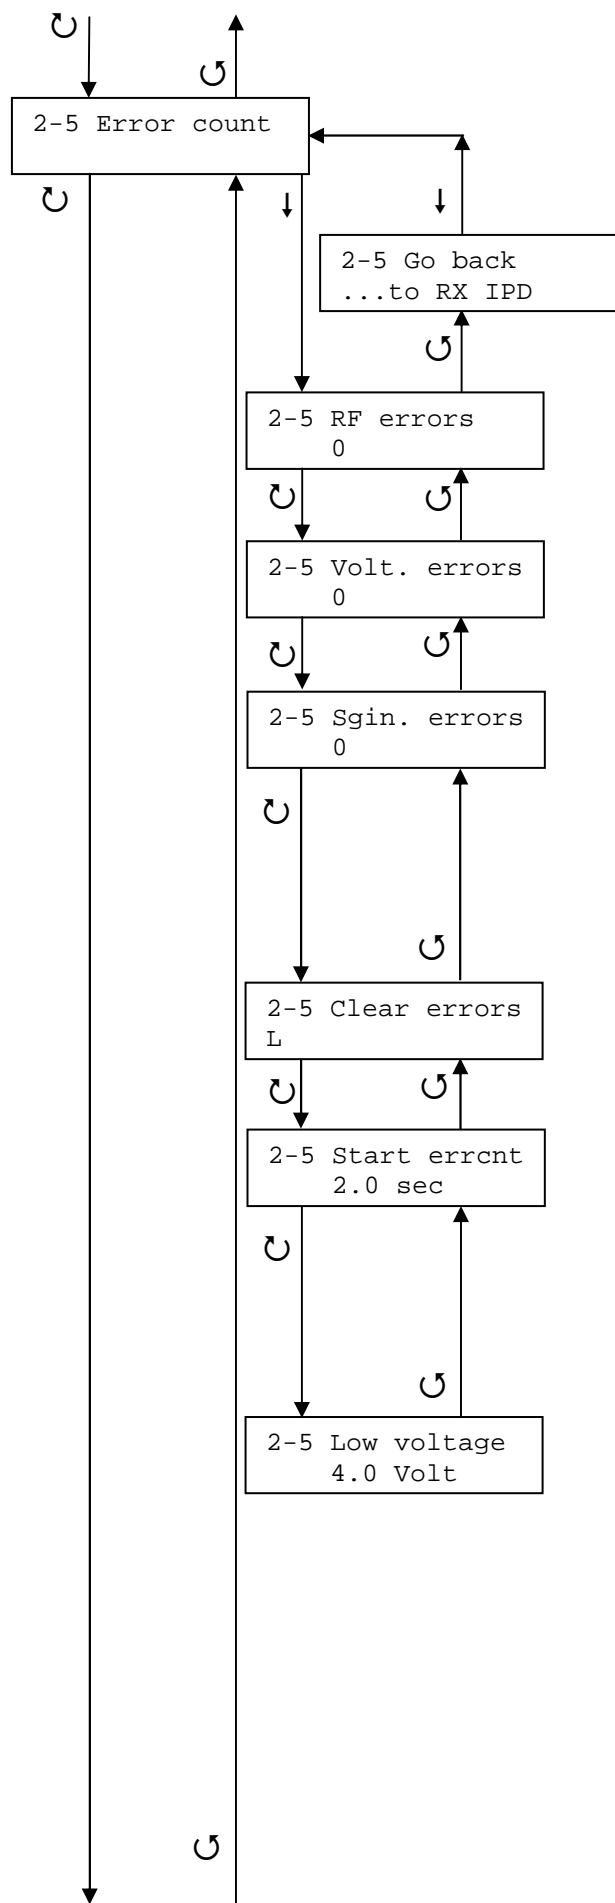 2-5 Error count
2-5 Go back
...to RX IPD
2-5 RF errors
0
2-5 Volt. errors
0
2-5 Sgin. errors
0
2-5 Clear errors
L
2-5 Start errcnt
2.0 sec
2-5 Low voltage
4.0 Volt